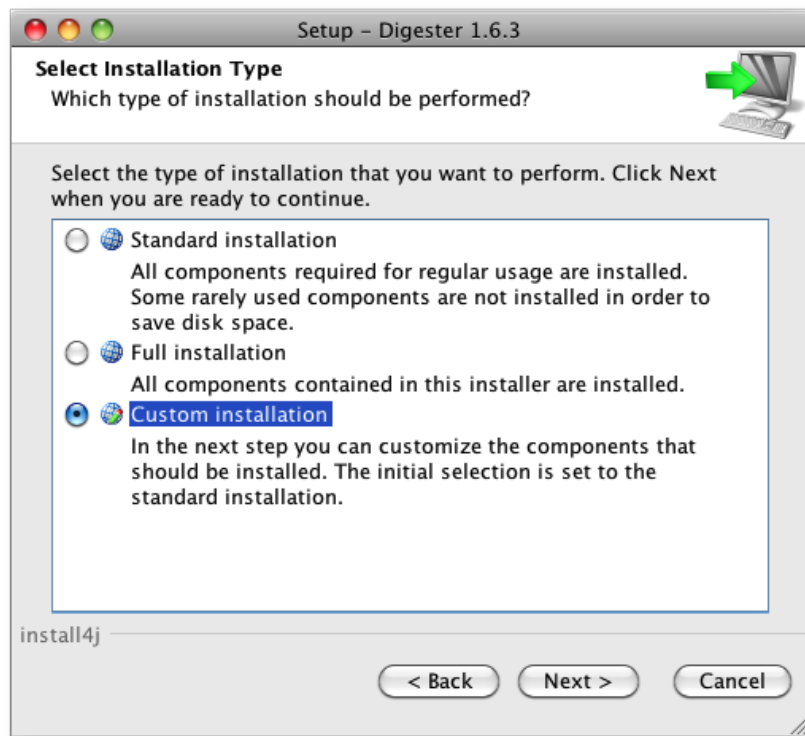 Setup – Digester 1.6.3
Select Installation Type
Which type of installation should be performed?
Select the type of installation that you want to perform. Click Next
when you are ready to continue.
Standard installation
All components required for regular usage are installed.
Some rarely used components are not installed in order to
save disk space.
Full installation
All components contained in this installer are installed.
Custom installation
In the next step you can customize the components that
should be installed. The initial selection is set to the
standard installation.
install4j
< Back
Next >
Cancel